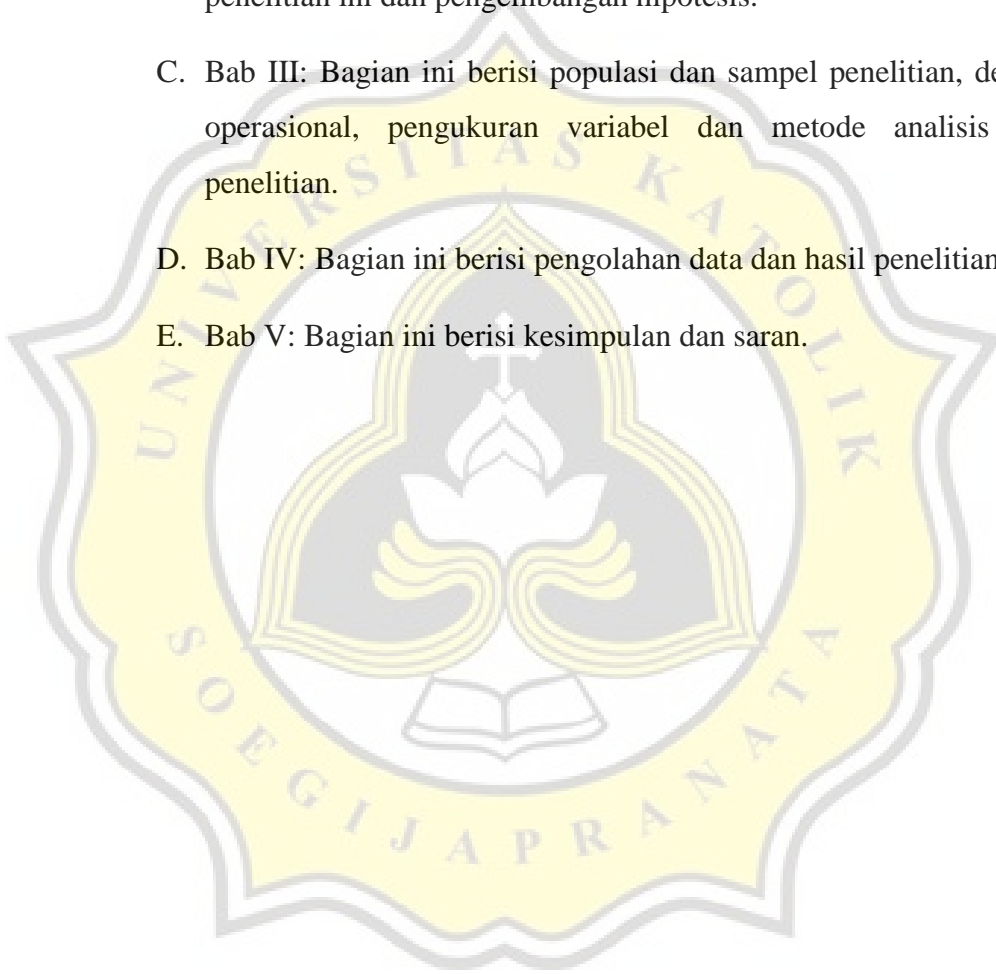 penelitian ini dan pengembangan hipotesis.
C. Bab III: Bagian ini berisi populasi dan sampel penelitian,
operasional, pengukuran variabel dan metode analisis
penelitian.
D. Bab IV: Bagian ini berisi pengolahan data dan hasil penelitian
E. Bab V: Bagian ini berisi kesimpulan dan saran.
UNIVERSITAS KATOLIK
SOEGIJAPRANATA